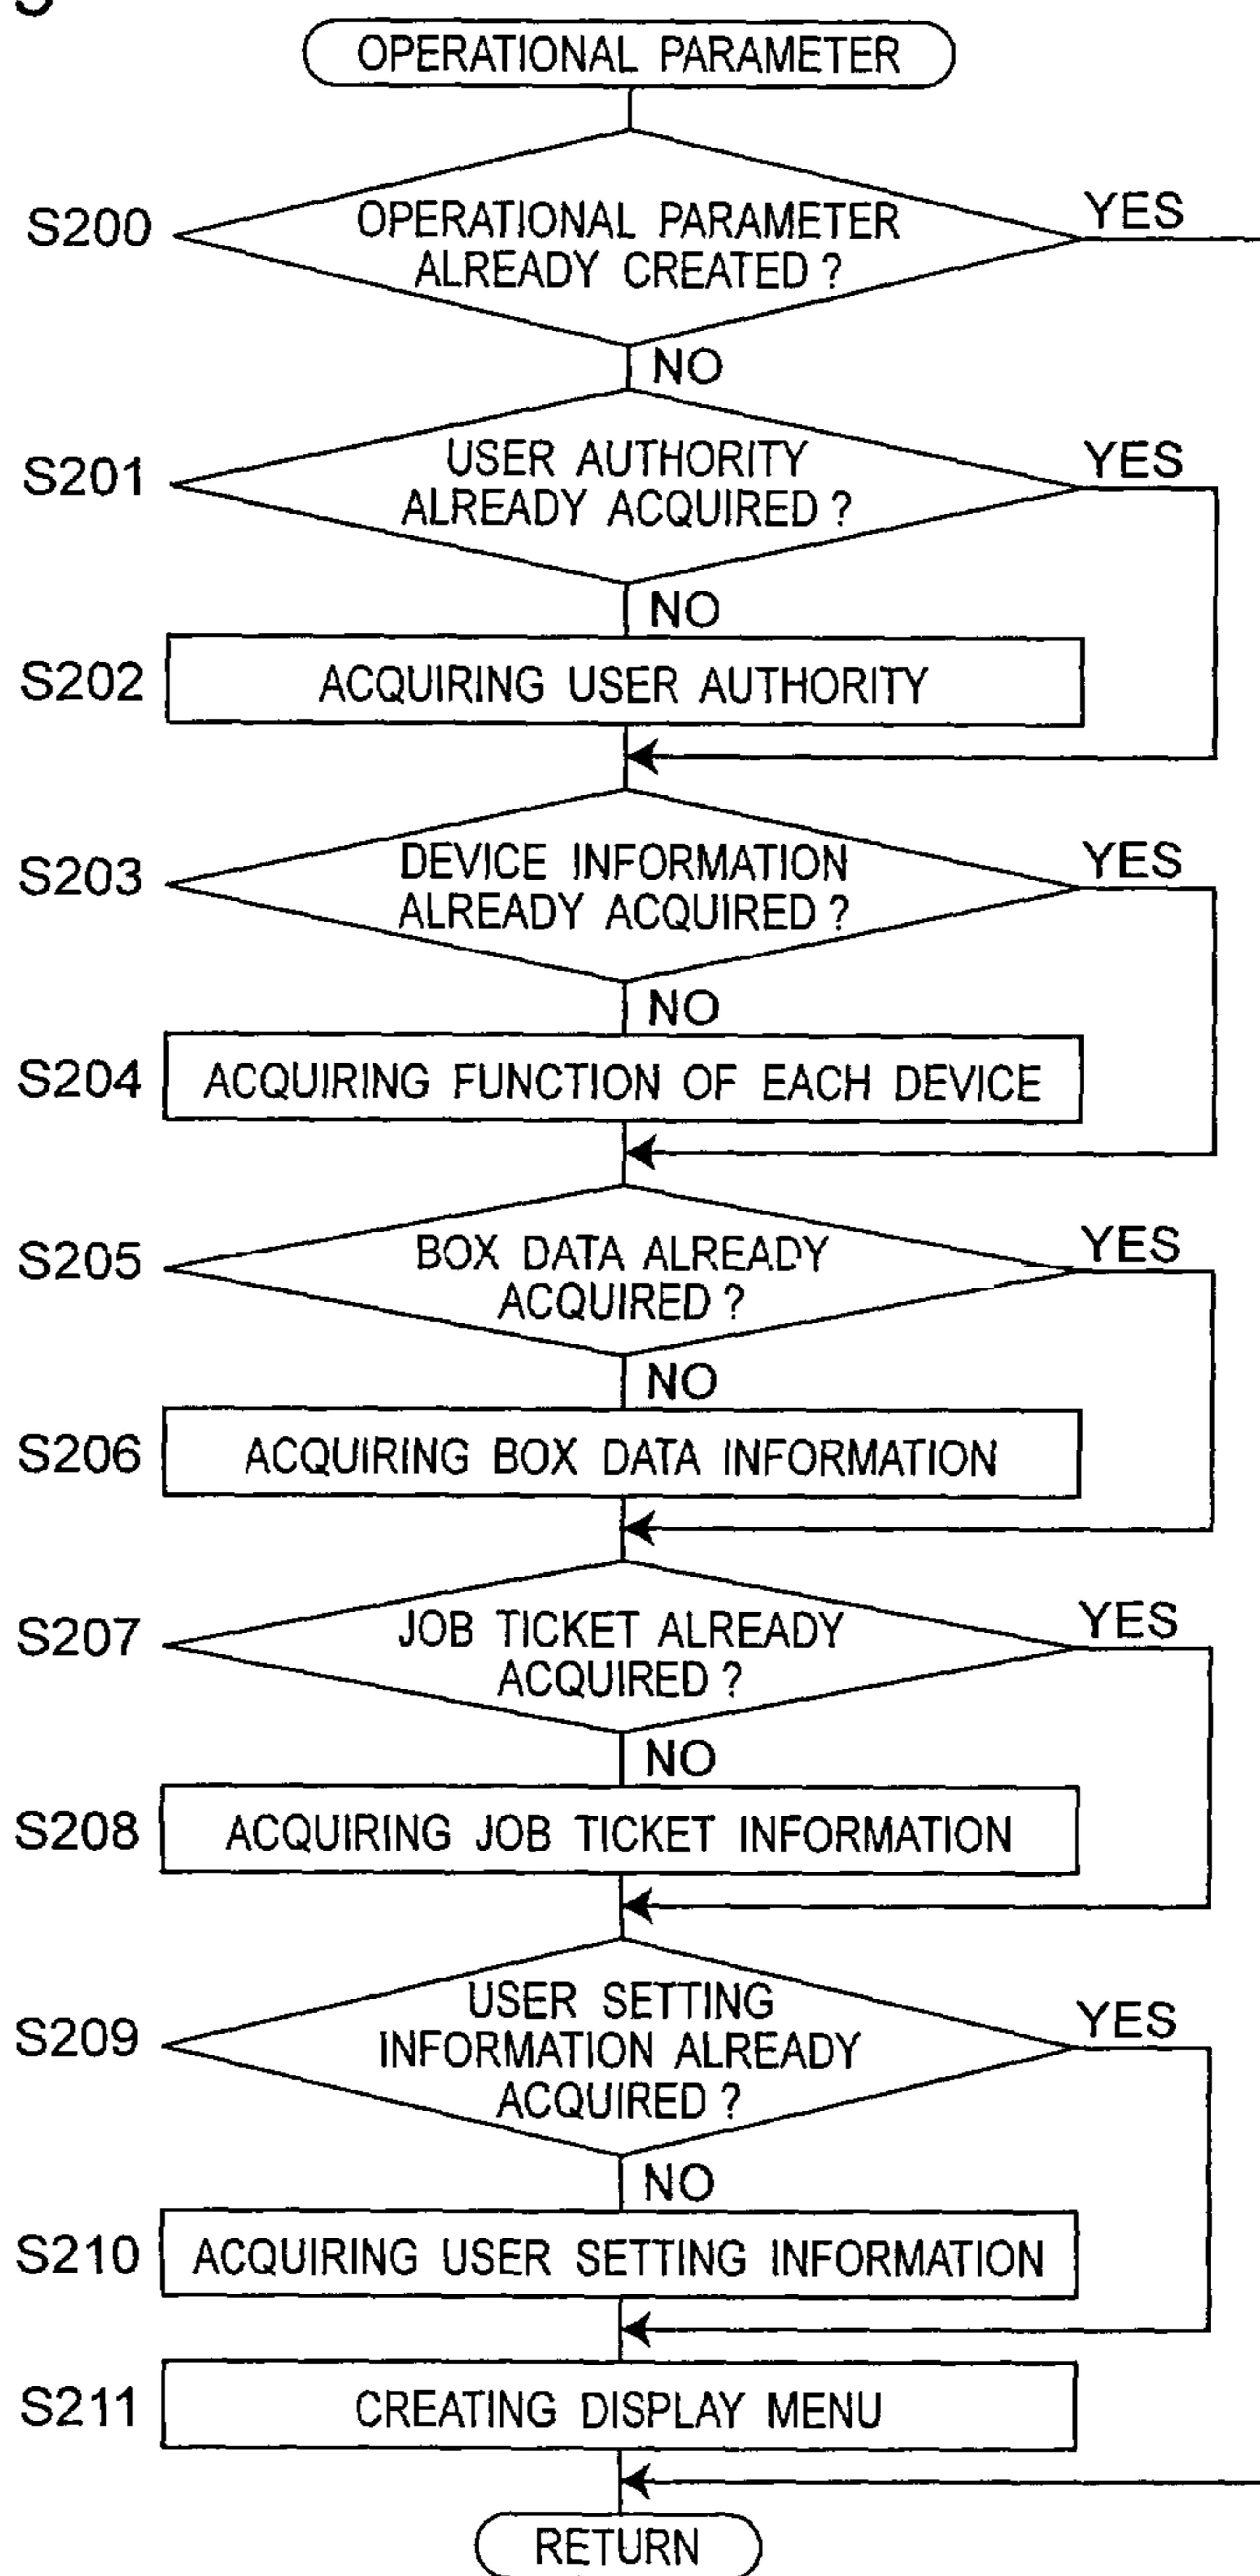 OPERATIONAL PARAMETER
S200
OPERATIONAL PARAMETER
ALREADY CREATED ?
YES
NO
S201
USER AUTHORITY
ALREADY ACQUIRED ?
YES
NO
S202
ACQUIRING USER AUTHORITY
S203
DEVICE INFORMATION
ALREADY ACQUIRED ?
YES
NO
S204
ACQUIRING FUNCTION OF EACH DEVICE
S205
BOX DATA ALREADY
ACQUIRED ?
YES
NO
S206
ACQUIRING BOX DATA INFORMATION
S207
JOB TICKET ALREADY
ACQUIRED ?
YES
NO
S208
ACQUIRING JOB TICKET INFORMATION
S209
USER SETTING
INFORMATION ALREADY
ACQUIRED ?
YES
NO
S210
ACQUIRING USER SETTING INFORMATION
S211
CREATING DISPLAY MENU
RETURN